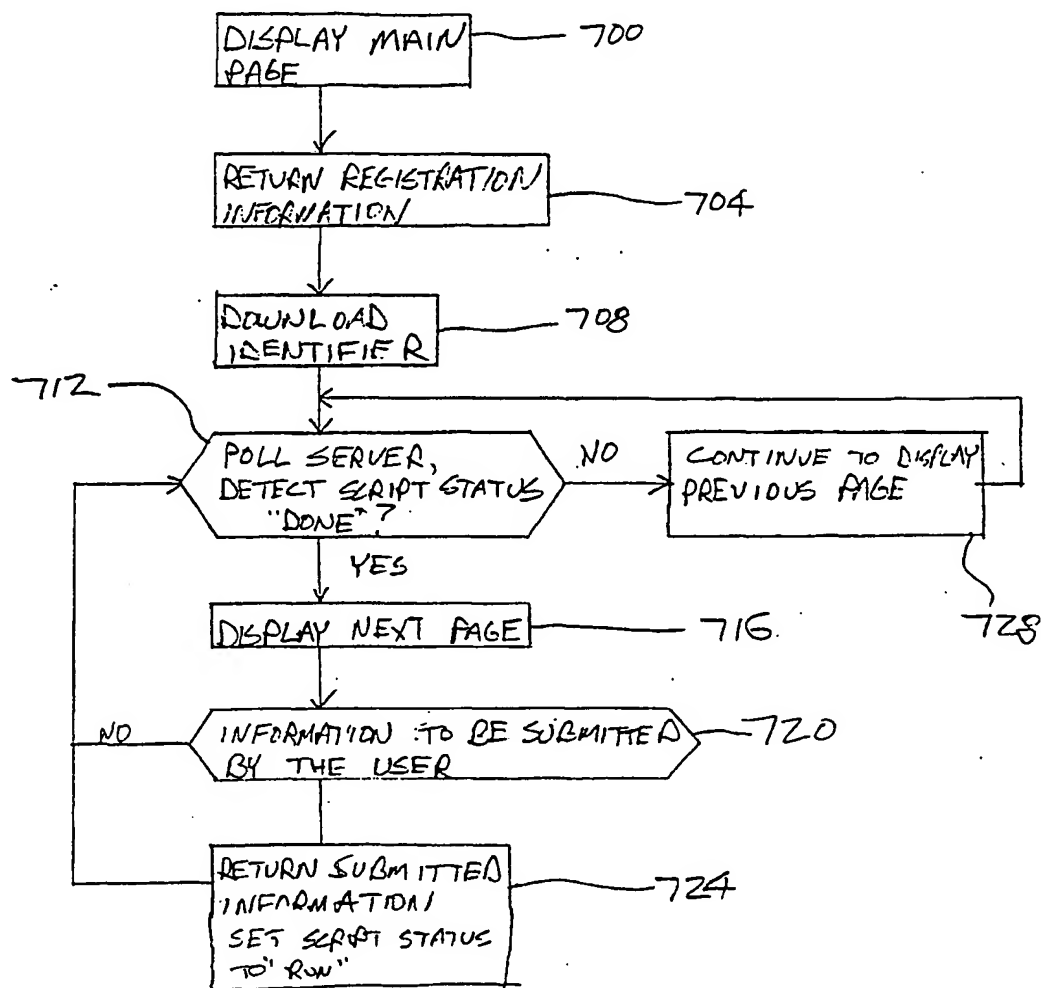 DISPLAY MAIN
PAGE
700
RETURN REGISTRATION
INFORMATION
704
DOWNLOAD
IDENTIFIER
708
712
POLL SERVER,
DETECT SCRIPT STATUS
"DONE"?
NO
CONTINUE TO DISPLAY
PREVIOUS PAGE
728
YES
DISPLAY NEXT PAGE
716
NO
INFORMATION TO BE SUBMITTED
BY THE USER
720
RETURN SUBMITTED
INFORMATION
SET SCRIPT STATUS
TO "RUN"
724